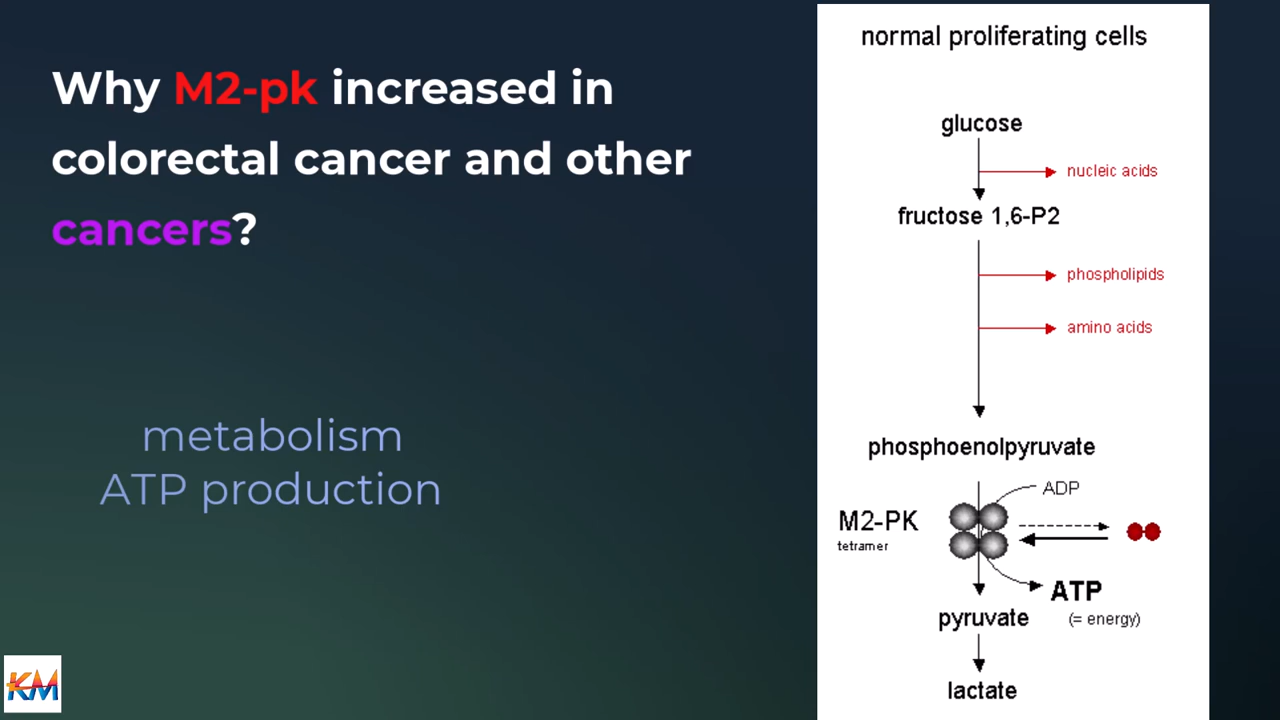 Why M2-pk increased in
colorectal cancer and other
cancers?
metabolism
ATP production
KM
normal proliferating cells
glucose
nucleic acids
fructose 1,6-P2
phospholipids
amino acids
phosphoenolpyruvate
ADP
M2-PK
tetramer
ATP
(= energy)
pyruvate
lactate